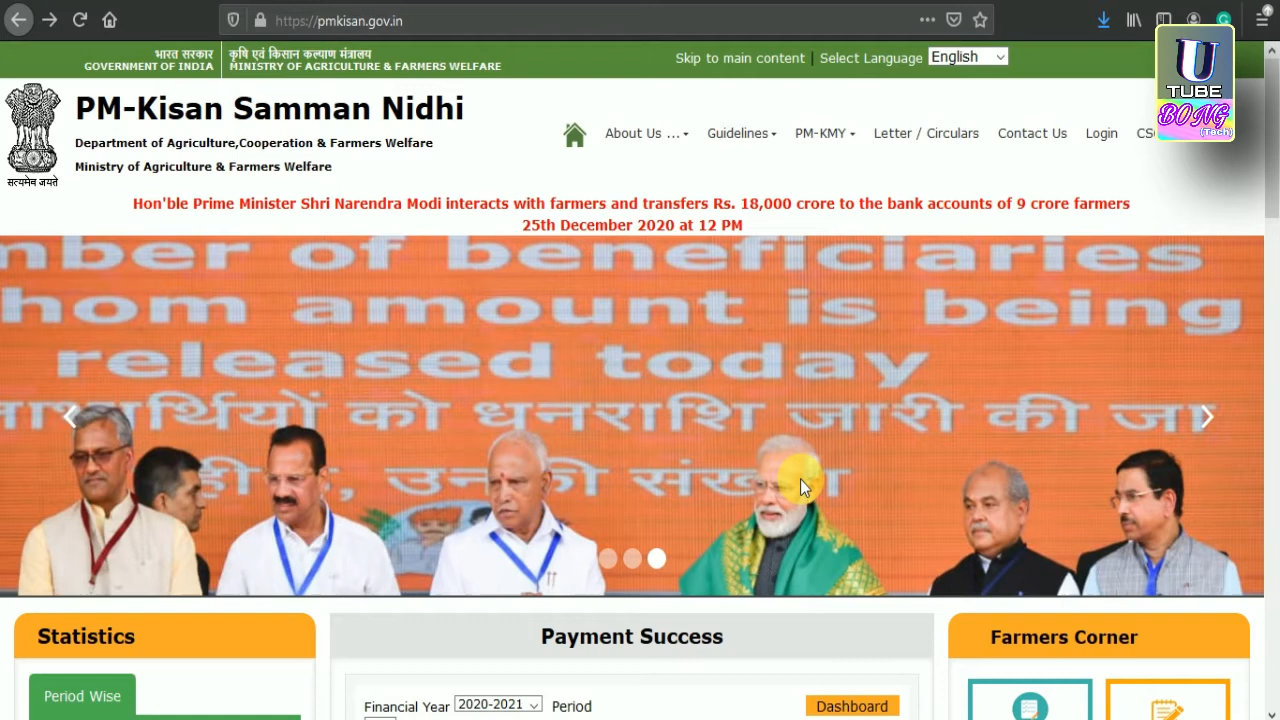 https://pmkisan.gov.in
भारत सरकार
GOVERNMENT OF INDIA
कृषि एवं किसान कल्याण मंत्रालय
MINISTRY OF AGRICULTURE & FARMERS WELFARE
Skip to main content | Select Language English
U
TUBE
BONG
(Tech)
सत्यमेव जयते
PM-Kisan Samman Nidhi
Department of Agriculture,Cooperation & Farmers Welfare
Ministry of Agriculture & Farmers Welfare
About Us ... Guidelines PM-KMY Letter / Circulars Contact Us Login
Hon'ble Prime Minister Shri Narendra Modi interacts with farmers and transfers Rs. 18,000 crore to the bank accounts of 9 crore farmers
25th December 2020 at 12 PM
of beneficiaries
amount is being
released today
को धनराशि जारी की
है, उनकी संख्या
Statistics
Period Wise
Payment Success
Financial Year 2020-2021 Period
Dashboard
Farmers Corner